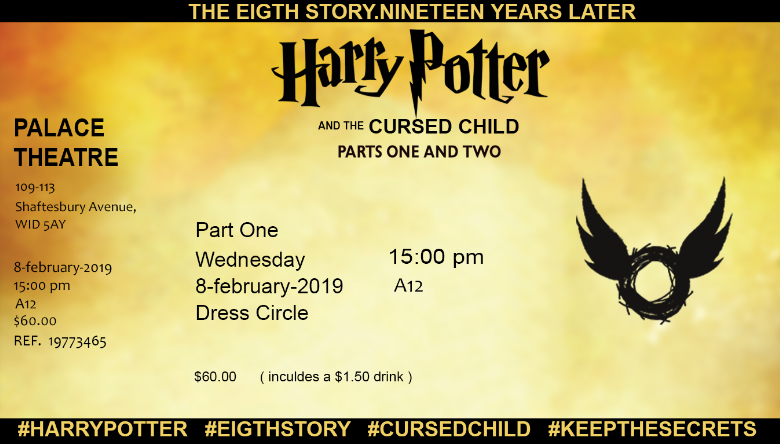 THE EIGTH STORY.NINETEEN YEARS LATER
Harry Potter
AND THE CURSED CHILD
PARTS ONE AND TWO
PALACE
THEATRE
109-113
Shaftesbury Avenue,
WID 5AY
8-february-2019
15:00 pm
A12
$60.00
REF. 19773465
Part One
Wednesday 15:00 pm
8-february-2019 A12
Dress Circle
$60.00 ( inculdes a $1.50 drink )
#HARRYPOTTER #EIGTHSTORY #CURSEDCHILD #KEEPTHESECRETS